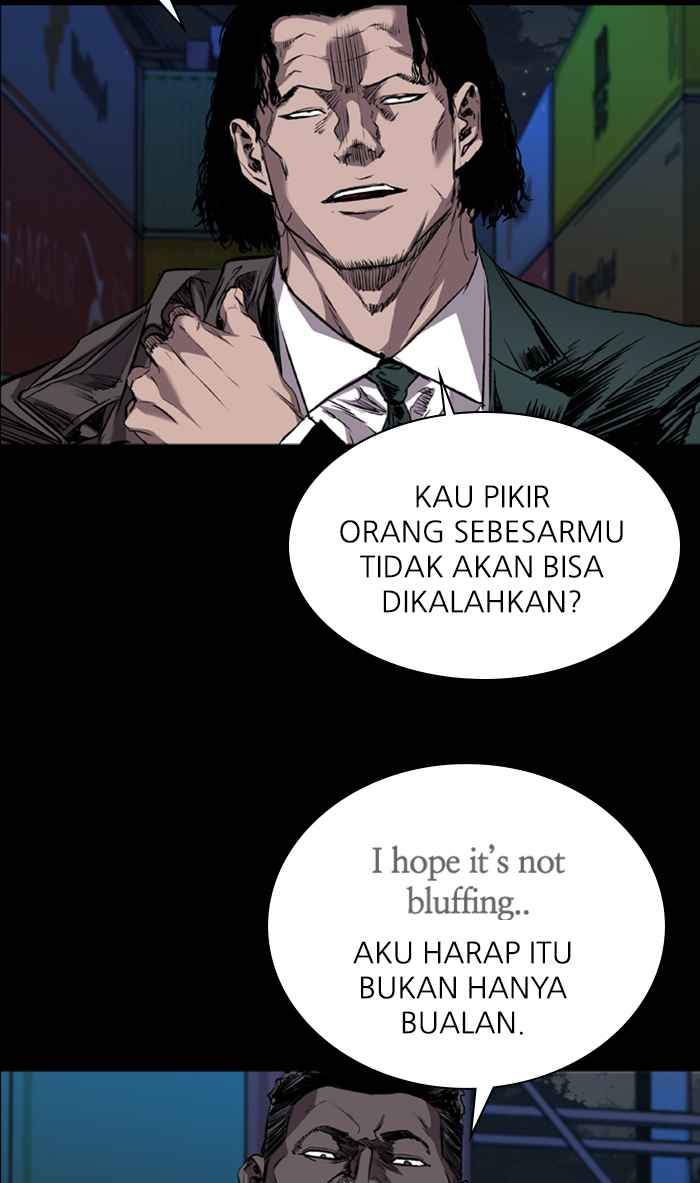 KAU PIKIR
ORANG SEBESARMU
TIDAK AKAN BISA
DIKALAHKAN?
I hope it's not
bluffing..
AKU HARAP ITU
BUKAN HANYA
BUALAN.